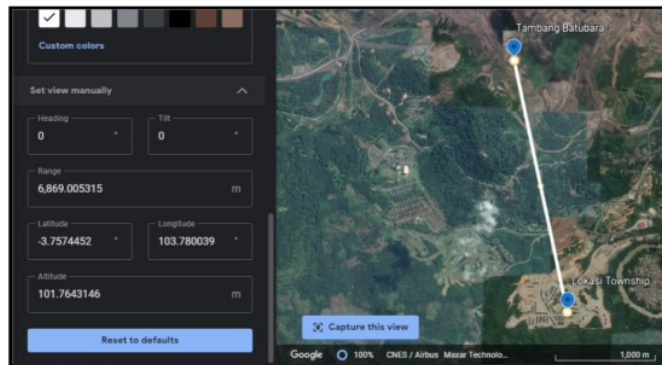 Custom colors
Set view manually
Heading
0 °
Tilt
0 °
Range
6,869.005315 m
Latitude
-3.7574452 °
Longitude
103.780039 °
Altitude
101.7643146 m
Reset to defaults
Tambang Batubara
Lokasi Township
Capture this view
Google 100% CNES / Airbus Maxar Technolo... 1,000 m